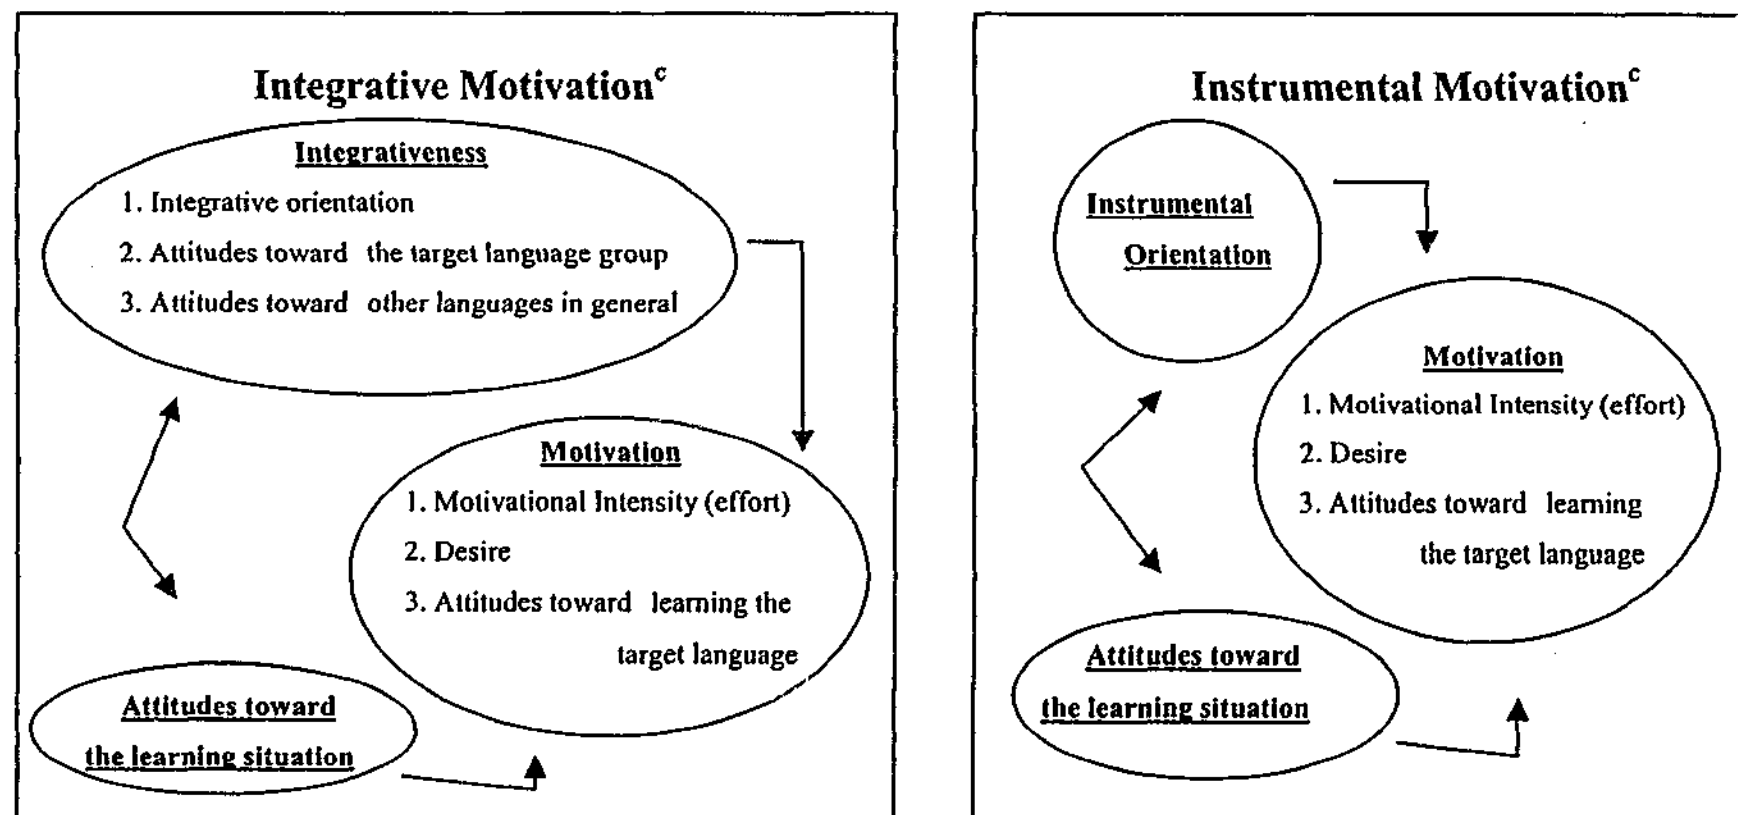 Integrative Motivationᶜ
Integrativeness
1. Integrative orientation
2. Attitudes toward the target language group
3. Attitudes toward other languages in general
Motivation
1. Motivational Intensity (effort)
2. Desire
3. Attitudes toward learning the
target language
Attitudes toward
the learning situation
Instrumental Motivationᶜ
Instrumental
Orientation
Motivation
1. Motivational Intensity (effort)
2. Desire
3. Attitudes toward learning
the target language
Attitudes toward
the learning situation